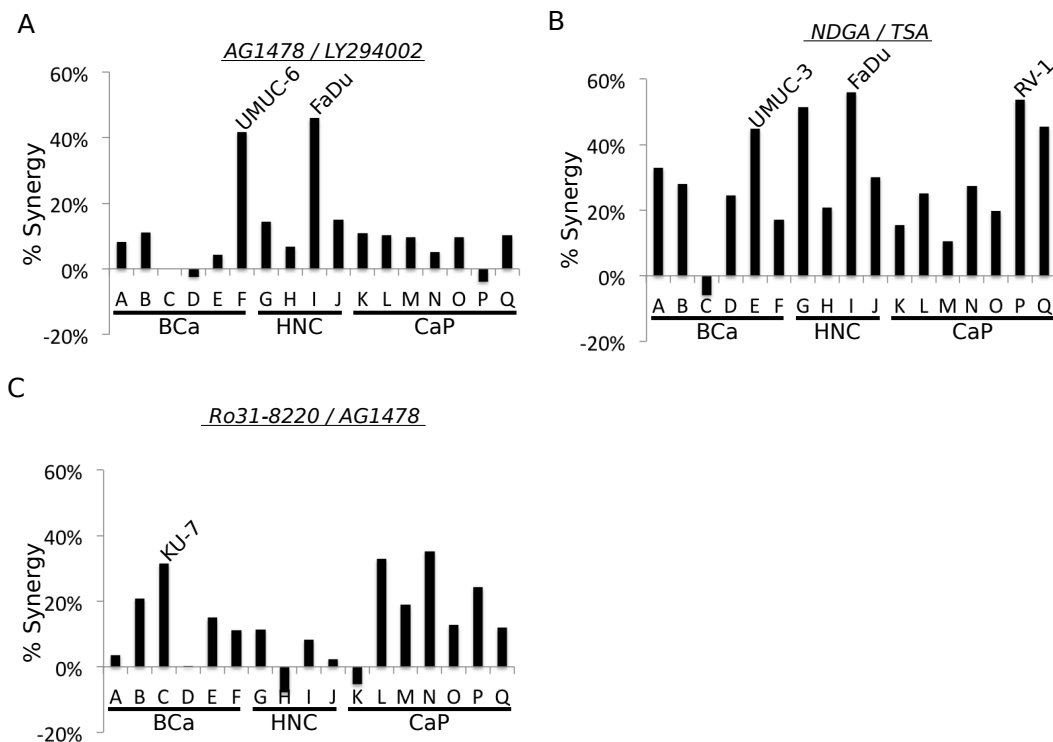 A
AG1478 / LY294002
60%
40%
20%
0%
-20%
% Synergy
UMUC-6
FaDu
A B C D E F G H I J K L M N O P Q
BCa HNC CaP
B
NDGA / TSA
60%
40%
20%
0%
-20%
% Synergy
UMUC-3
FaDu
RV-1
A B C D E F G H I J K L M N O P Q
BCa HNC CaP
C
Ro31-8220 / AG1478
60%
40%
20%
0%
-20%
% Synergy
KU-7
A B C D E F G H I J K L M N O P Q
BCa HNC CaP